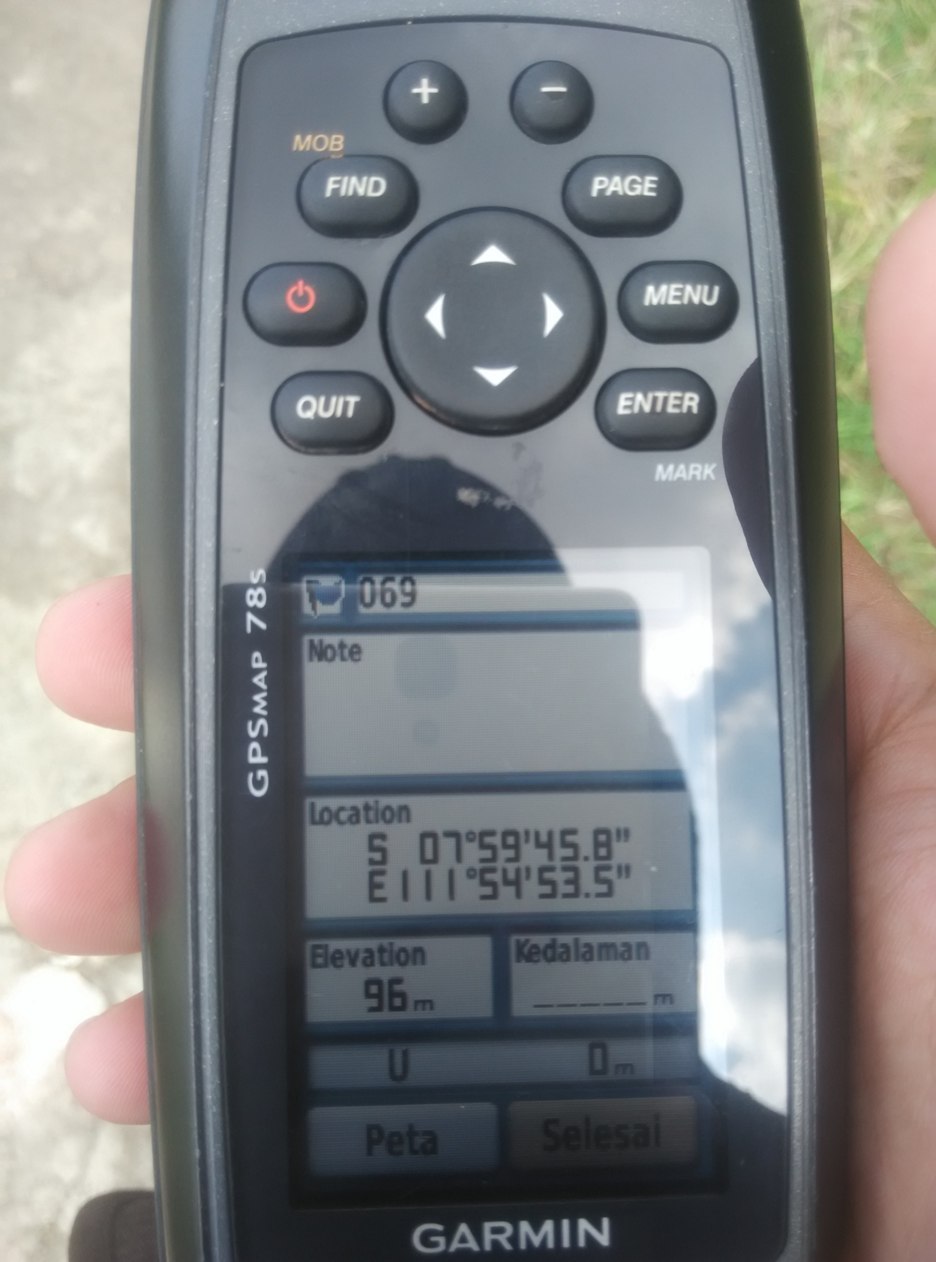 + −
MOB
FIND PAGE
MENU
QUIT ENTER
MARK
GPSMAP 78s
069
Note
Location
S 07°59'45.8"
E111°54'53.5"
Elevation Kedalaman
96m _____m
U 0m
Peta Selesai
GARMIN